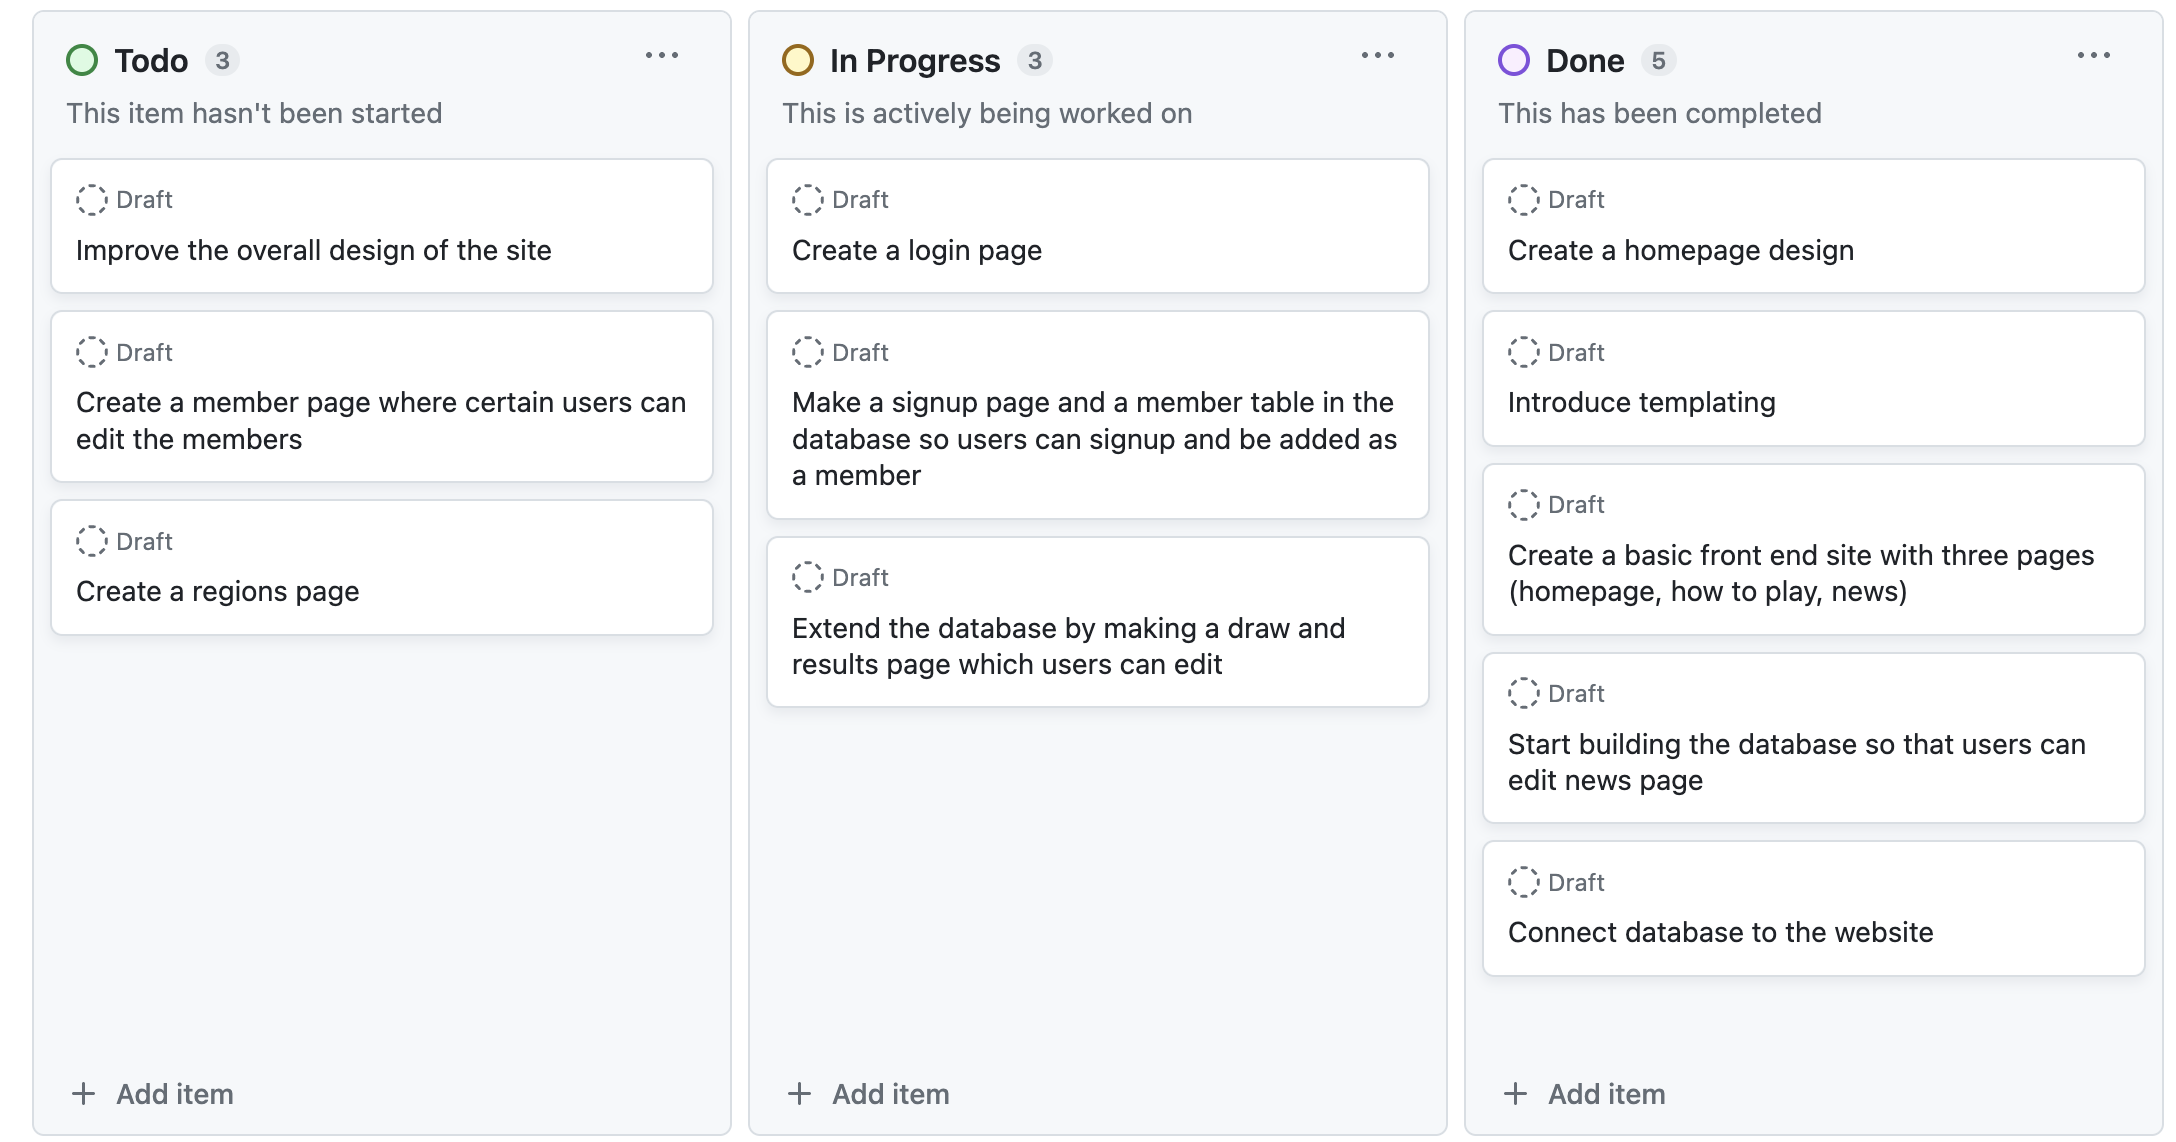 Todo 3
This item hasn't been started
Draft
Improve the overall design of the site
Draft
Create a member page where certain users can
edit the members
Draft
Create a regions page
+ Add item
In Progress 3
This is actively being worked on
Draft
Create a login page
Draft
Make a signup page and a member table in the
database so users can signup and be added as
a member
Draft
Extend the database by making a draw and
results page which users can edit
+ Add item
Done 5
This has been completed
Draft
Create a homepage design
Draft
Introduce templating
Draft
Create a basic front end site with three pages
(homepage, how to play, news)
Draft
Start building the database so that users can
edit news page
Draft
Connect database to the website
+ Add item